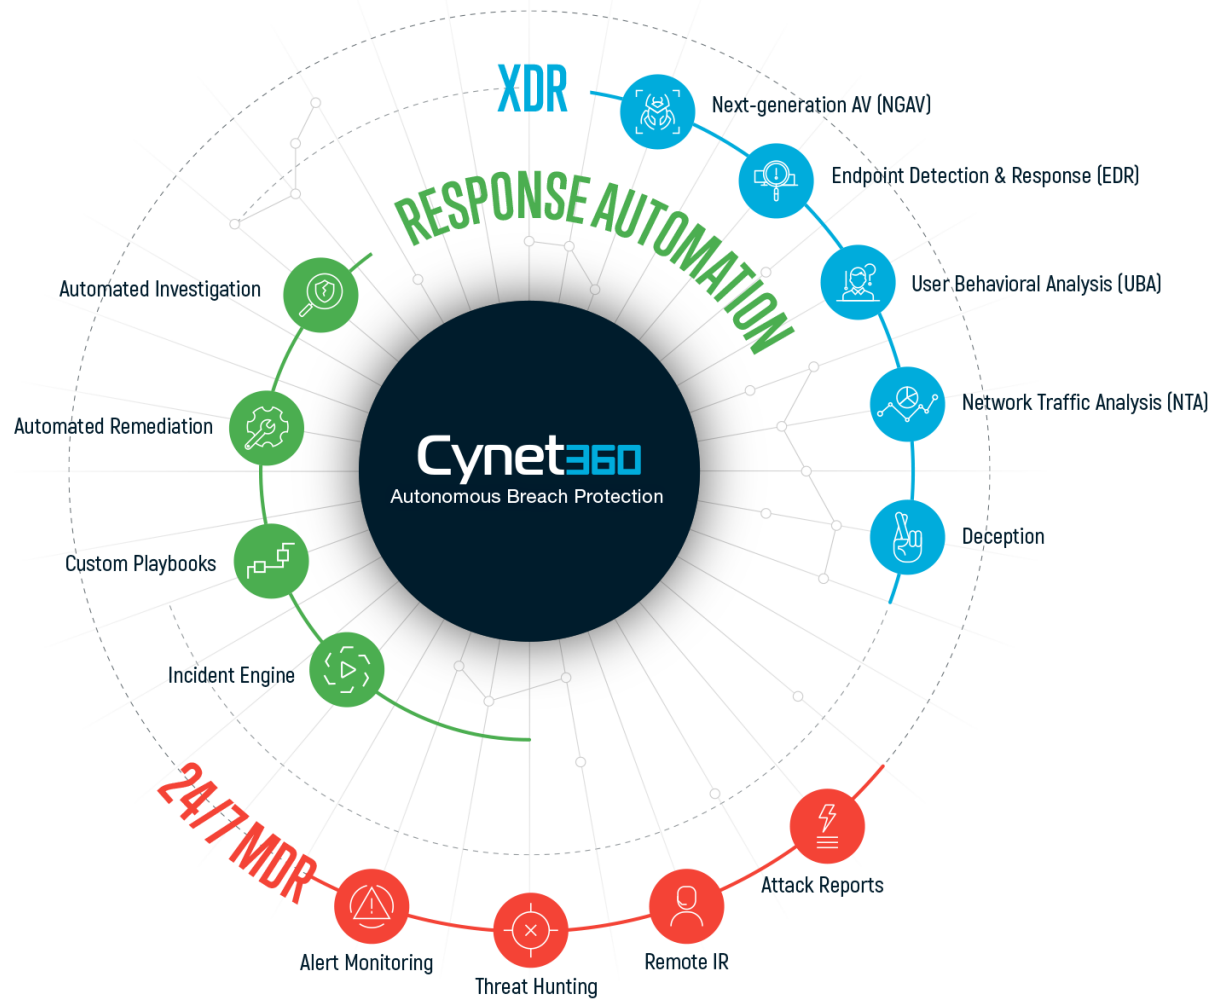 XDR
Next-generation AV (NGAV)
Endpoint Detection & Response (EDR)
User Behavioral Analysis (UBA)
Network Traffic Analysis (NTA)
Deception
RESPONSE AUTOMATION
Automated Investigation
Automated Remediation
Custom Playbooks
Incident Engine
Cynet360
Autonomous Breach Protection
24/7 MDR
Alert Monitoring
Threat Hunting
Remote IR
Attack Reports